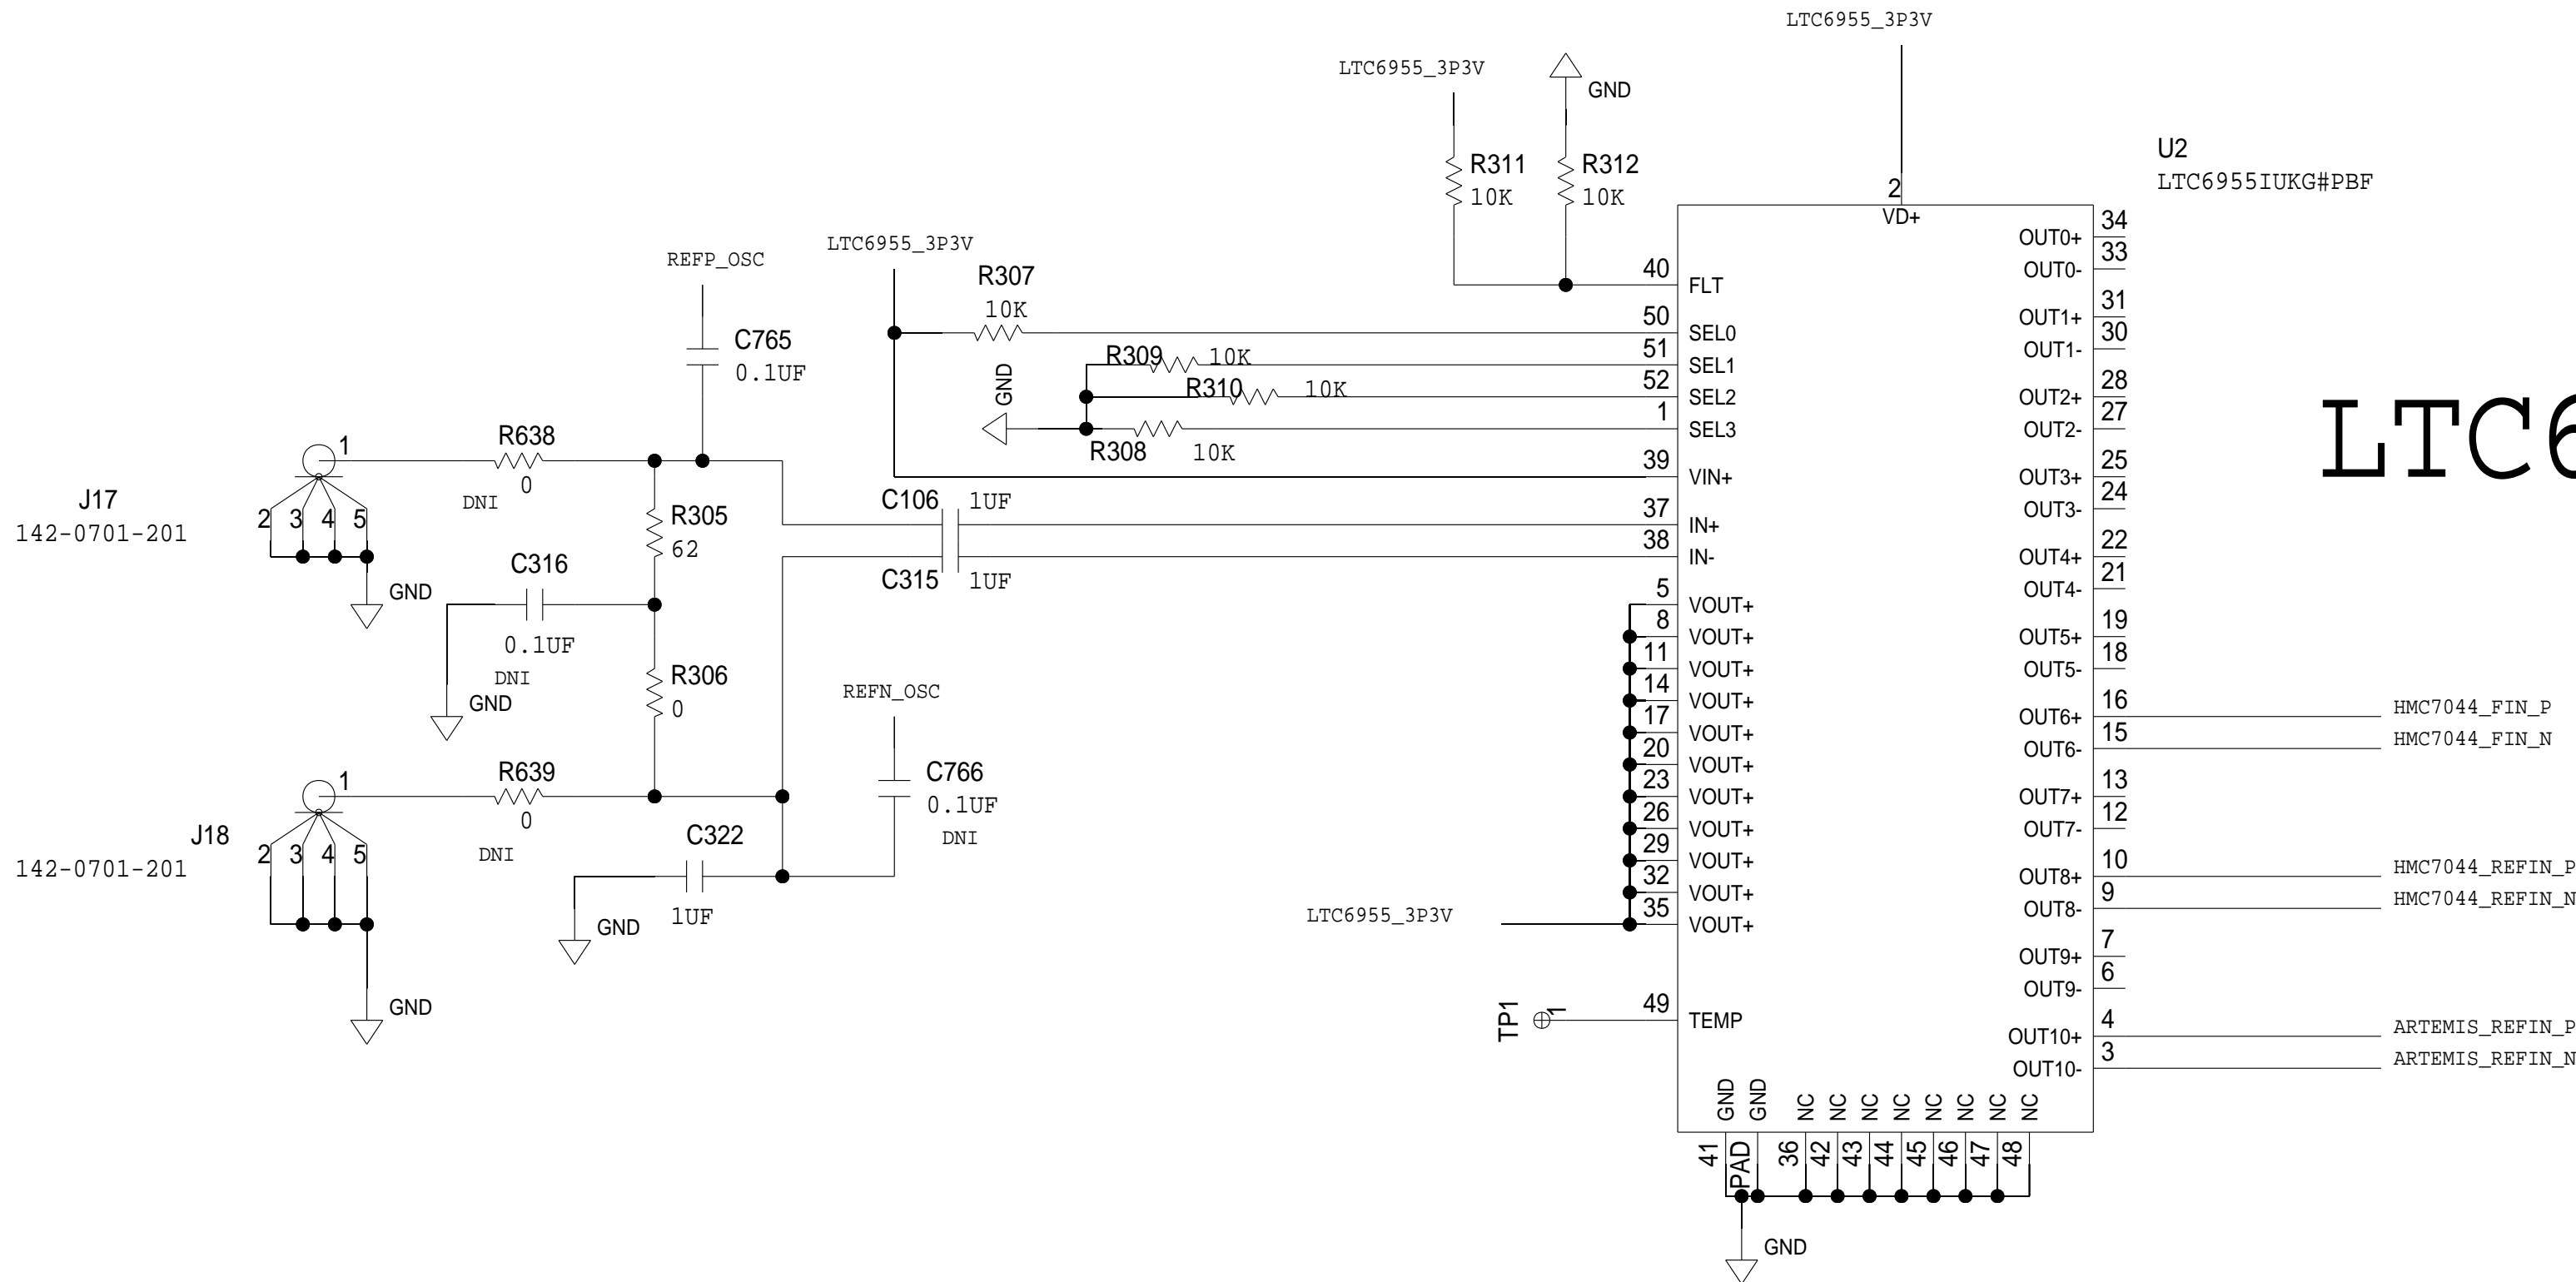 LTC6955_3P3V
LTC6955_3P3V
GND
U2
LTC6955IUKG#PBF
R311
10K
R312
10K
2
VD+
LTC6955_3P3V
REFP_OSC
R307
10K
C765
0.1UF
R309
10K
R310
10K
GND
R308
10K
40
FLT
50
SEL0
51
SEL1
52
SEL2
1
SEL3
39
VIN+
37
IN+
38
IN-
5
VOUT+
8
VOUT+
11
VOUT+
14
VOUT+
17
VOUT+
20
VOUT+
23
VOUT+
26
VOUT+
29
VOUT+
32
VOUT+
35
VOUT+
49
TEMP
34
OUT0+
33
OUT0-
31
OUT1+
30
OUT1-
28
OUT2+
27
OUT2-
25
OUT3+
24
OUT3-
22
OUT4+
21
OUT4-
19
OUT5+
18
OUT5-
16
OUT6+
15
OUT6-
13
OUT7+
12
OUT7-
10
OUT8+
9
OUT8-
7
OUT9+
6
OUT9-
4
OUT10+
3
OUT10-
LTC6
HMC7044_FIN_P
HMC7044_FIN_N
HMC7044_REFIN_P
HMC7044_REFIN_N
ARTEMIS_REFIN_P
ARTEMIS_REFIN_N
J17
142-0701-201
1
2 3 4 5
GND
R638
0
DNI
R305
62
C106
1UF
C315
1UF
C316
0.1UF
DNI
GND
R306
0
REFN_OSC
C766
0.1UF
DNI
J18
142-0701-201
1
2 3 4 5
GND
R639
0
DNI
C322
1UF
GND
LTC6955_3P3V
TP1
1
GND GND NC NC NC NC NC NC NC NC
41 PAD 36 42 43 44 45 46 47 48
GND